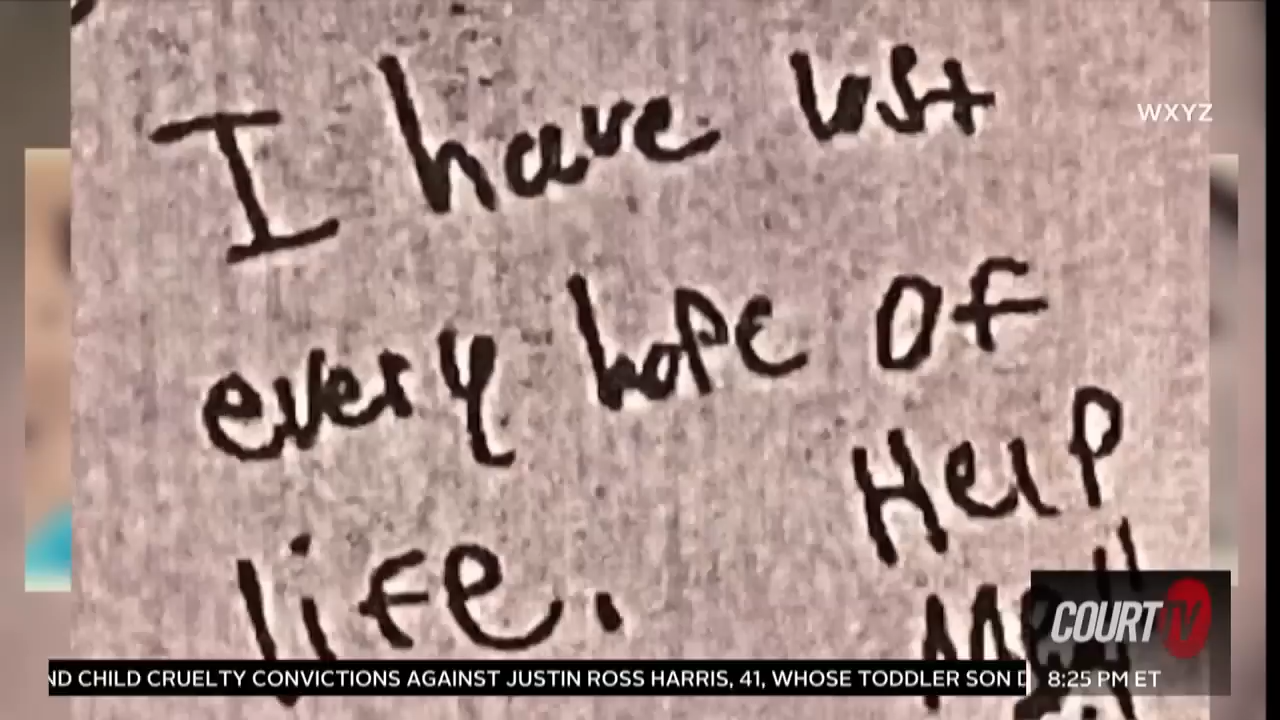 I have lost
WXYZ
every hope of
life. Help
COURT TV
ND CHILD CRUELTY CONVICTIONS AGAINST JUSTIN ROSS HARRIS, 41, WHOSE TODDLER SON
8:25 PM ET